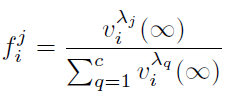 $f_i^j = \frac{v_i^{\lambda_j}(\infty)}{\sum_{q=1}^{c} v_i^{\lambda_q}(\infty)}$